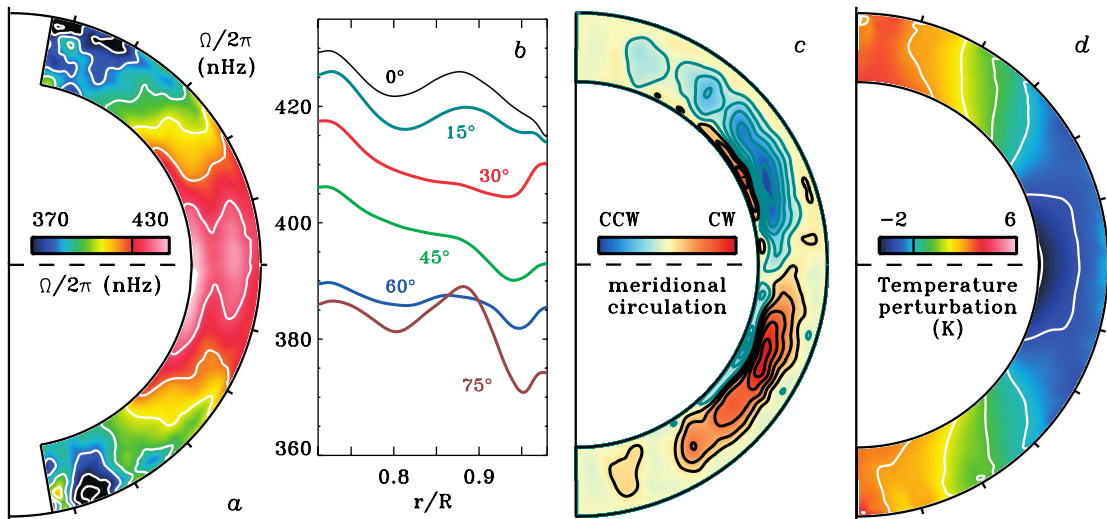 Ω/2π
(nHz)
370 430
Ω/2π (nHz)
a
b
0°
15°
30°
45°
60°
75°
420
400
380
360
0.8 0.9
r/R
c
CCW CW
meridional
circulation
d
-2 6
Temperature
perturbation
(K)